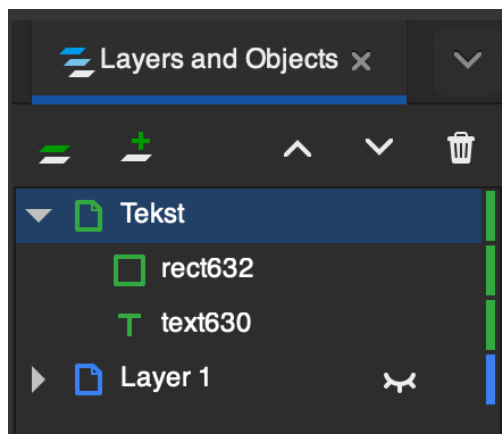 Layers and Objects
Tekst
rect632
text630
Layer 1